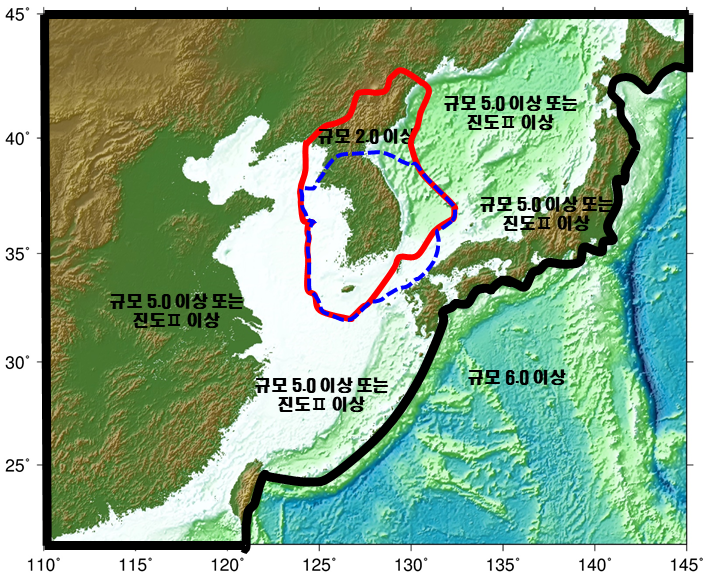 45°
40°
35°
30°
25°
110°
115°
120°
125°
130°
135°
140°
145°
규모 5.0 이상 또는
진도Ⅱ 이상
규모 2.0 이상
규모 5.0 이상 또는
진도Ⅱ 이상
규모 5.0 이상 또는
진도Ⅱ 이상
규모 5.0 이상 또는
진도Ⅱ 이상
규모 6.0 이상